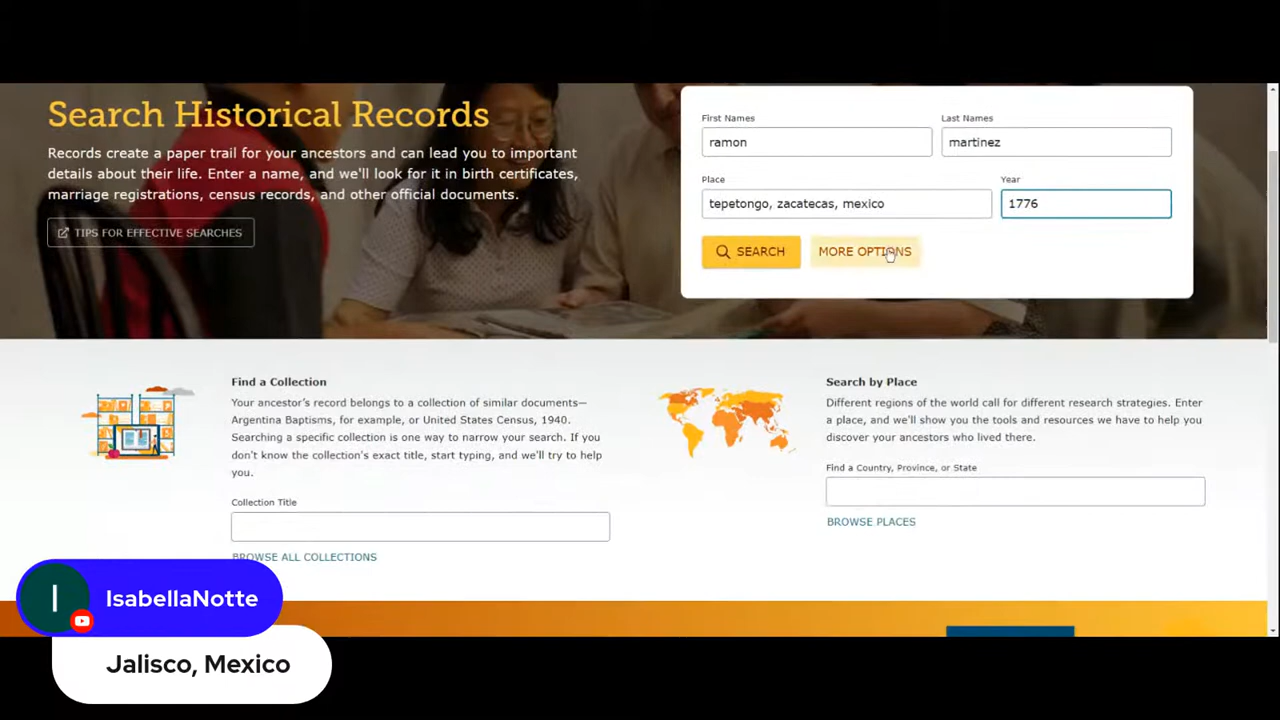 Search Historical Records
Records create a paper trail for your ancestors and can lead you to important
details about their life. Enter a name, and we'll look for it in birth certificates,
marriage registrations, census records, and other official documents.
TIPS FOR EFFECTIVE SEARCHES
First Names
Last Names
ramon
martinez
Place
Year
tepetongo, zacatecas, mexico
1776
SEARCH
MORE OPTIONS
Find a Collection
Your ancestor's record belongs to a collection of similar documents—
Argentina Baptisms, for example, or United States Census, 1940.
Searching a specific collection is one way to narrow your search. If you
don't know the collection's exact title, start typing, and we'll try to help
you.
Collection Title
BROWSE ALL COLLECTIONS
Search by Place
Different regions of the world call for different research strategies. Enter
a place, and we'll show you the tools and resources we have to help you
discover your ancestors who lived there.
Find a Country, Province, or State
BROWSE PLACES
I
IsabellaNotte
Jalisco, Mexico